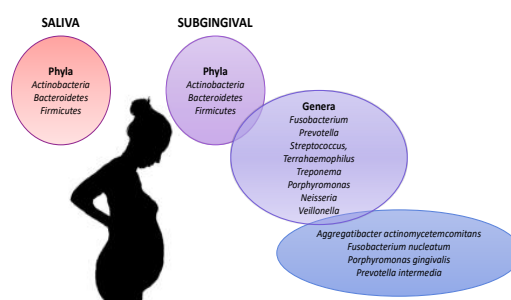 SALIVA
Phyla
Actinobacteria
Bacteroidetes
Firmicutes
SUBGINGIVAL
Phyla
Actinobacteria
Bacteroidetes
Firmicutes
Genera
Fusobacterium
Prevotella
Streptococcus,
Terrahaemophilus
Treponema
Porphyromonas
Neisseria
Veillonella
Aggregatibacter actinomycetemcomitans
Fusobacterium nucleatum
Porphyromonas gingivalis
Prevotella intermedia